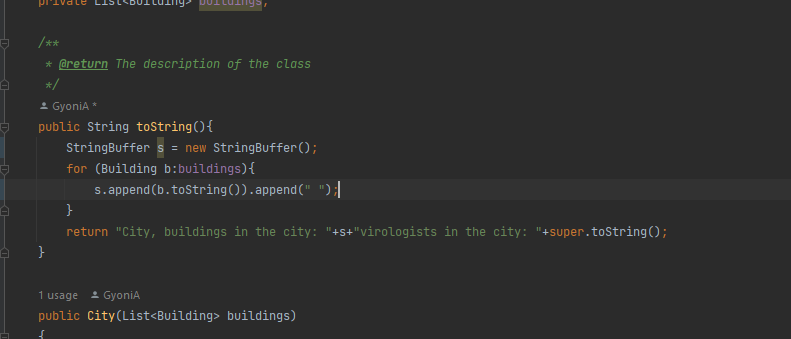 private List<Building> buildings;
/**
* @return The description of the class
*/
GyoniA *
public String toString(){
StringBuffer s = new StringBuffer();
for (Building b:buildings){
s.append(b.toString()).append(" ");
}
return "City, buildings in the city: "+s+"virologists in the city: "+super.toString();
}
1 usage GyoniA
public City(List<Building> buildings)
{